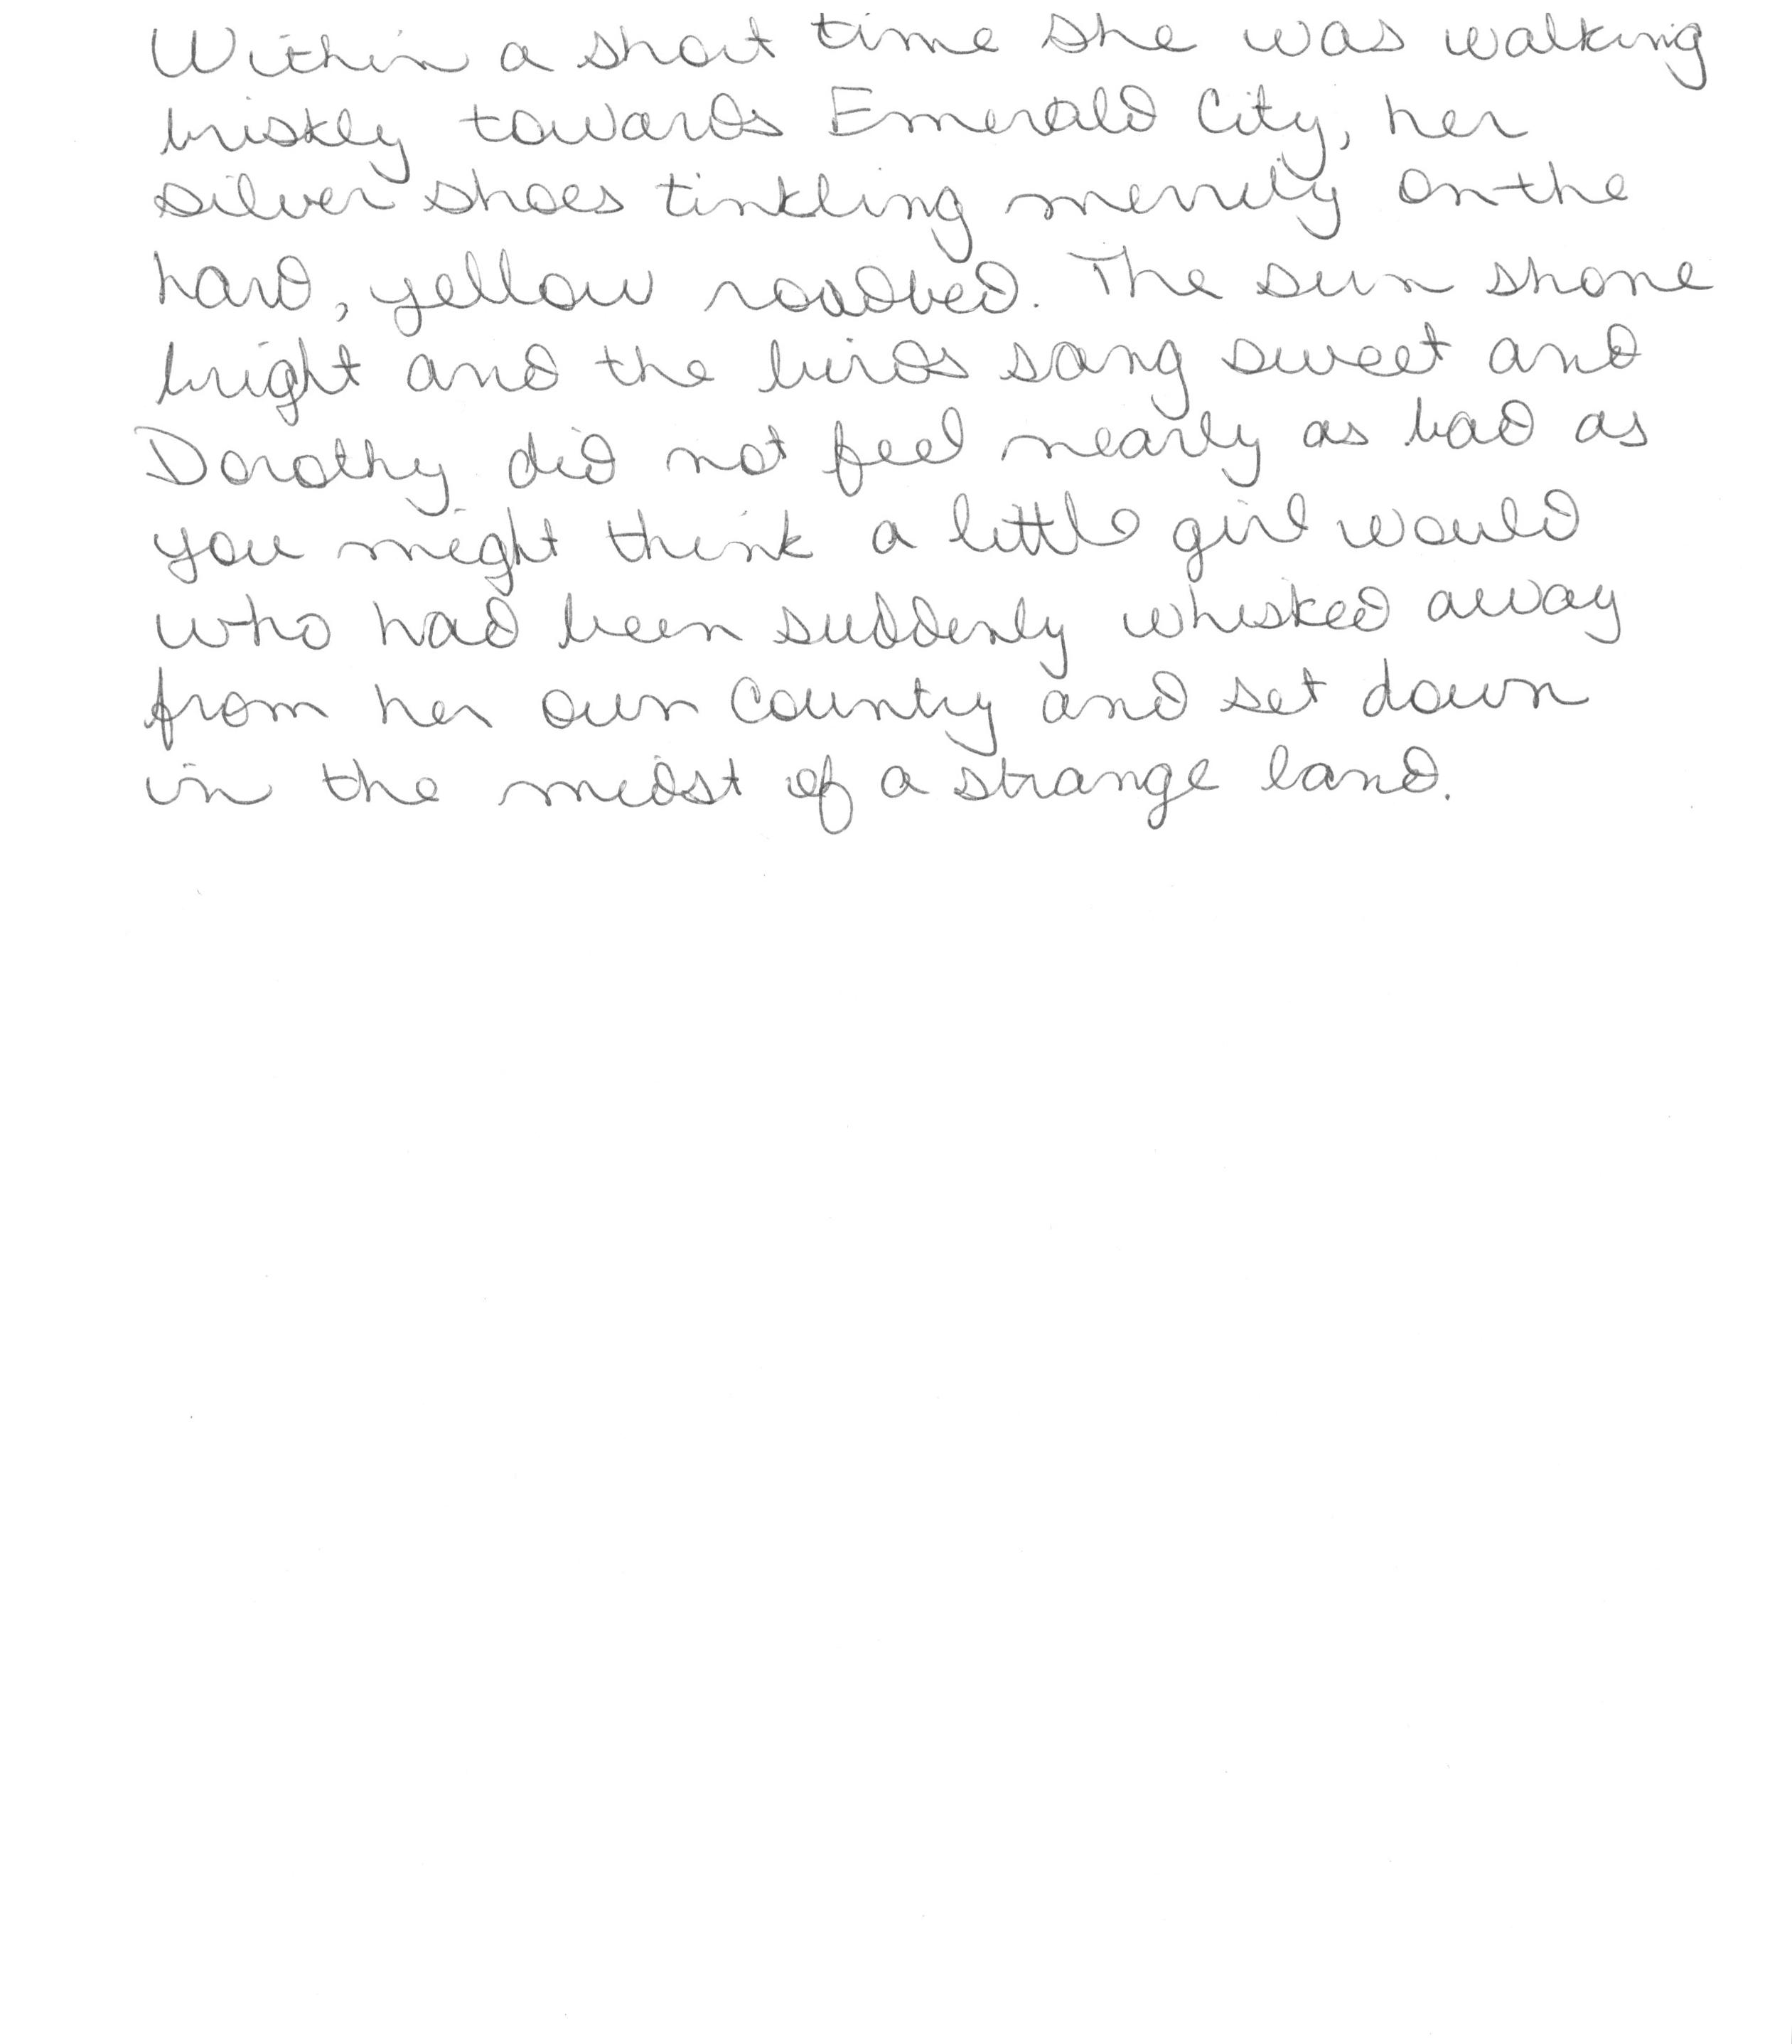 Within a short time she was walking
briskly towards Emerald City, her
silver shoes tinkling merrily on the
hard, yellow roadbed. The sun shone
bright and the birds sang sweet and
Dorothy did not feel nearly as bad as
you might think a little girl would
who had been suddenly whisked away
from her own country and set down
in the midst of a strange land.